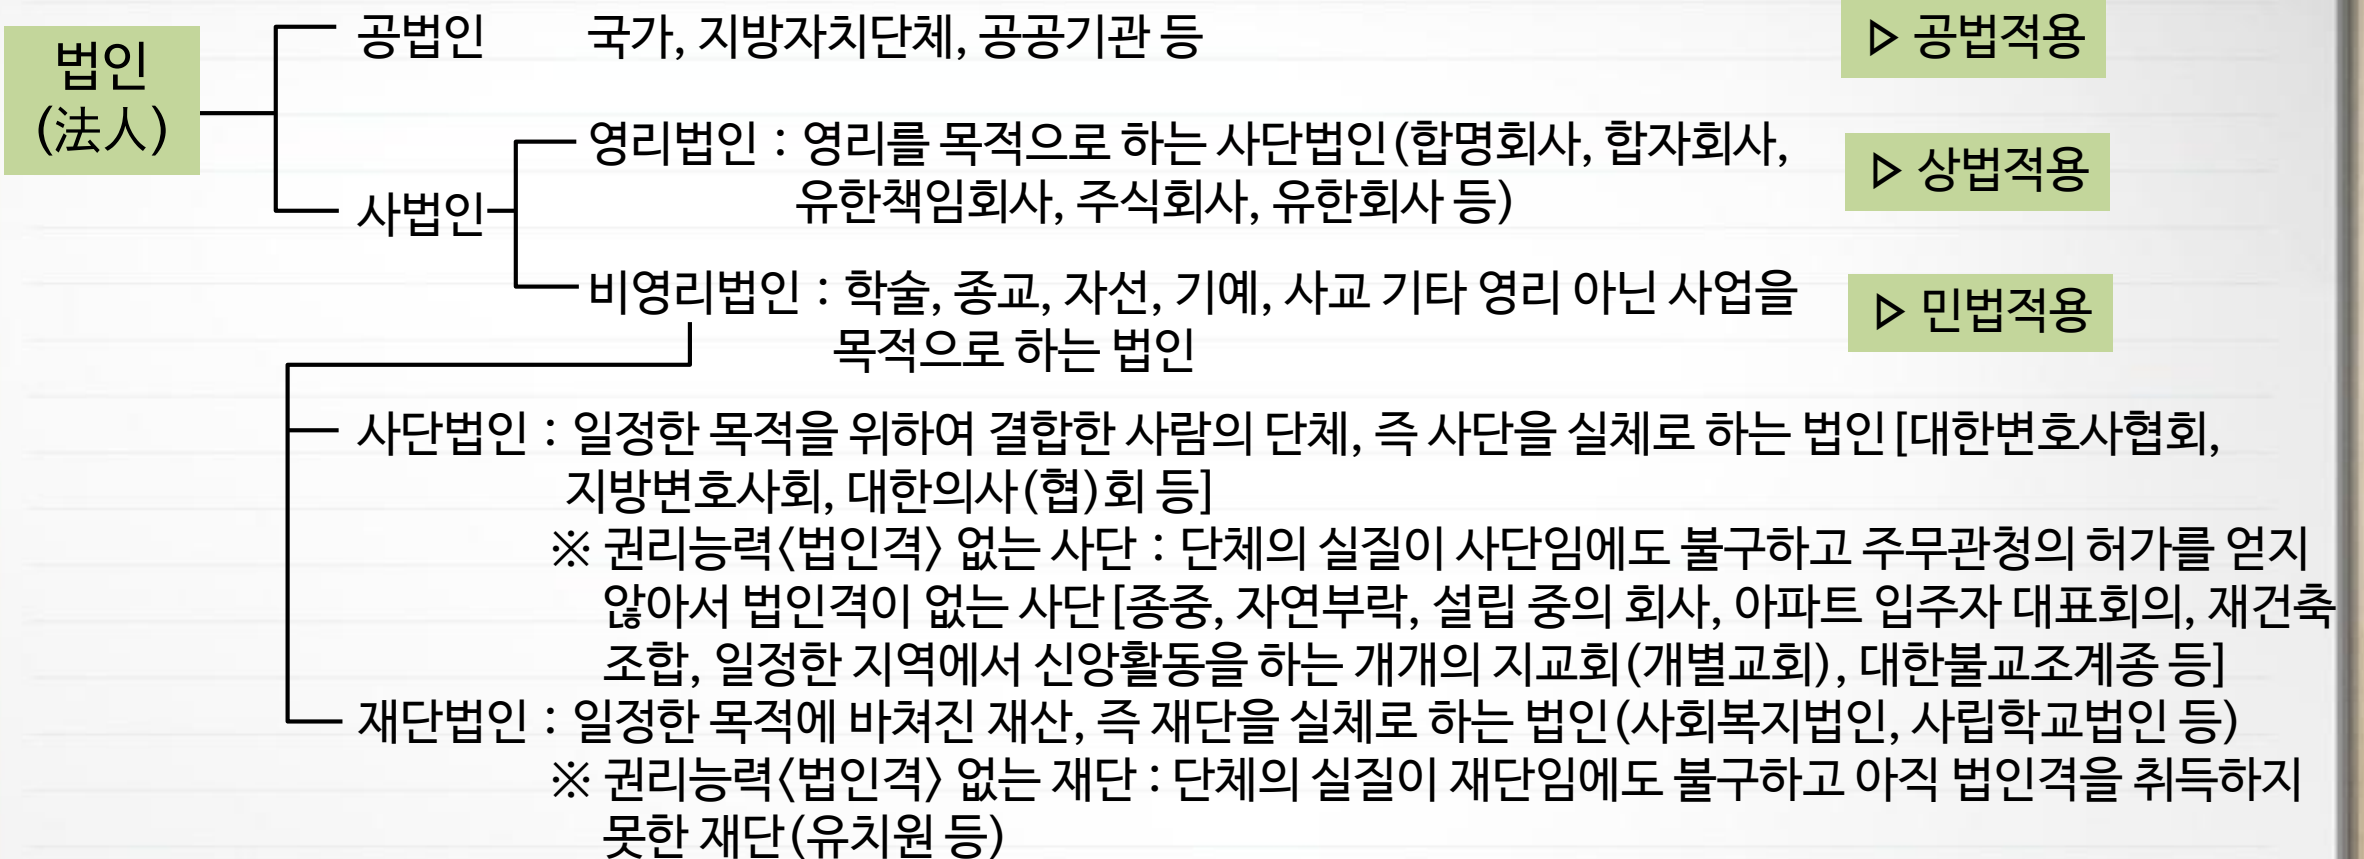 법인
(法人)
공법인 국가, 지방자치단체, 공공기관 등
▷ 공법적용
사법인
영리법인 : 영리를 목적으로 하는 사단법인(합명회사, 합자회사,
유한책임회사, 주식회사, 유한회사 등)
▷ 상법적용
비영리법인 : 학술, 종교, 자선, 기예, 사교 기타 영리 아닌 사업을
목적으로 하는 법인
▷ 민법적용
사단법인 : 일정한 목적을 위하여 결합한 사람의 단체, 즉 사단을 실체로 하는 법인[대한변호사협회,
지방변호사회, 대한의사(협)회 등]
※ 권리능력〈법인격〉 없는 사단 : 단체의 실질이 사단임에도 불구하고 주무관청의 허가를 얻지
않아서 법인격이 없는 사단[종중, 자연부락, 설립 중의 회사, 아파트 입주자 대표회의, 재건축
조합, 일정한 지역에서 신앙활동을 하는 개개의 지교회(개별교회), 대한불교조계종 등]
재단법인 : 일정한 목적에 바쳐진 재산, 즉 재단을 실체로 하는 법인(사회복지법인, 사립학교법인 등)
※ 권리능력〈법인격〉 없는 재단 : 단체의 실질이 재단임에도 불구하고 아직 법인격을 취득하지
못한 재단(유치원 등)